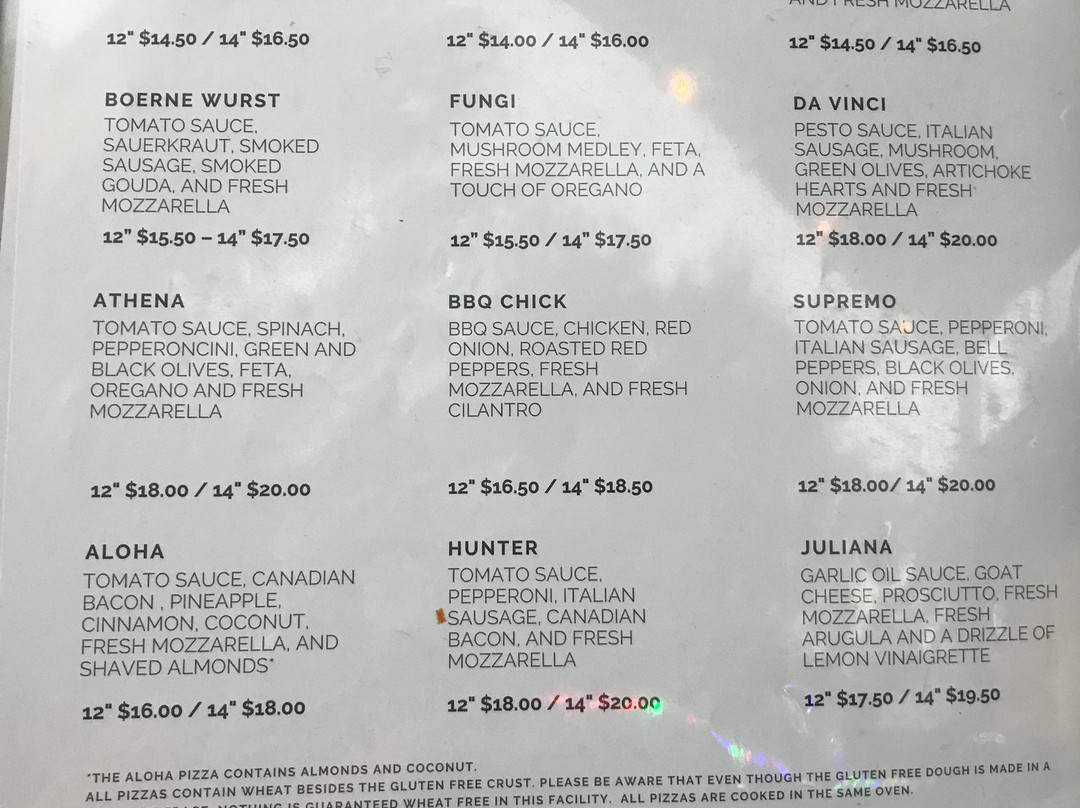 12" $14.50 / 14" $16.50
BOERNE WURST
TOMATO SAUCE,
SAUERKRAUT, SMOKED
SAUSAGE, SMOKED
GOUDA, AND FRESH
MOZZARELLA
12" $15.50 – 14" $17.50
ATHENA
TOMATO SAUCE, SPINACH,
PEPPERONCINI, GREEN AND
BLACK OLIVES, FETA,
OREGANO AND FRESH
MOZZARELLA
12" $18.00 / 14" $20.00
ALOHA
TOMATO SAUCE, CANADIAN
BACON , PINEAPPLE,
CINNAMON, COCONUT,
FRESH MOZZARELLA, AND
SHAVED ALMONDS*
12" $16.00 / 14" $18.00
12" $14.00 / 14" $16.00
FUNGI
TOMATO SAUCE,
MUSHROOM MEDLEY, FETA,
FRESH MOZZARELLA, AND A
TOUCH OF OREGANO
12" $15.50 / 14" $17.50
BBQ CHICK
BBQ SAUCE, CHICKEN, RED
ONION, ROASTED RED
PEPPERS, FRESH
MOZZARELLA, AND FRESH
CILANTRO
12" $16.50 / 14" $18.50
HUNTER
TOMATO SAUCE,
PEPPERONI, ITALIAN
SAUSAGE, CANADIAN
BACON, AND FRESH
MOZZARELLA
12" $18.00 / 14" $20.00
AND FRESH MOZZARELLA
12" $14.50 / 14" $16.50
DA VINCI
PESTO SAUCE, ITALIAN
SAUSAGE, MUSHROOM,
GREEN OLIVES, ARTICHOKE
HEARTS AND FRESH
MOZZARELLA
12" $18.00 / 14" $20.00
SUPREMO
TOMATO SAUCE, PEPPERONI,
ITALIAN SAUSAGE, BELL
PEPPERS, BLACK OLIVES,
ONION, AND FRESH
MOZZARELLA
12" $18.00/ 14" $20.00
JULIANA
GARLIC OIL SAUCE, GOAT
CHEESE, PROSCIUTTO, FRESH
MOZZARELLA, FRESH
ARUGULA AND A DRIZZLE OF
LEMON VINAIGRETTE
12" $17.50 / 14" $19.50
*THE ALOHA PIZZA CONTAINS ALMONDS AND COCONUT.
ALL PIZZAS CONTAIN WHEAT BESIDES THE GLUTEN FREE CRUST. PLEASE BE AWARE THAT EVEN THOUGH THE GLUTEN FREE DOUGH IS MADE IN A
NOTHING IS GUARANTEED WHEAT FREE IN THIS FACILITY. ALL PIZZAS ARE COOKED IN THE SAME OVEN.